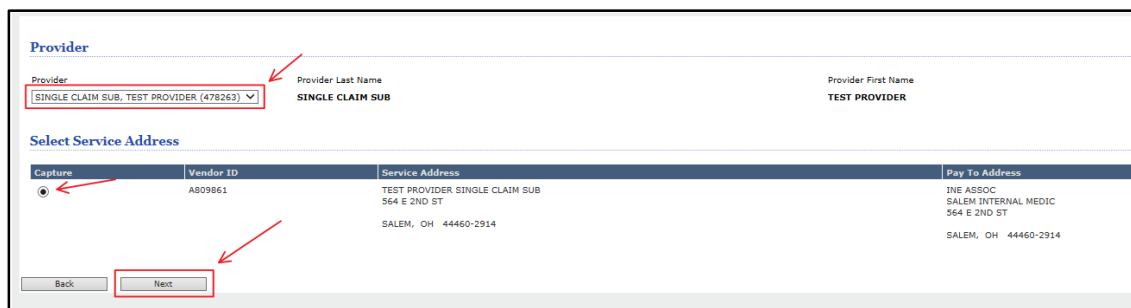 Provider
Provider Provider Last Name Provider First Name
SINGLE CLAIM SUB, TEST PROVIDER (478263) SINGLE CLAIM SUB TEST PROVIDER
Select Service Address
Capture Vendor ID Service Address Pay To Address
A809861 TEST PROVIDER SINGLE CLAIM SUB INE ASSOC
564 E 2ND ST SALEM INTERNAL MEDIC
564 E 2ND ST
SALEM, OH 44460-2914
SALEM, OH 44460-2914
Back Next